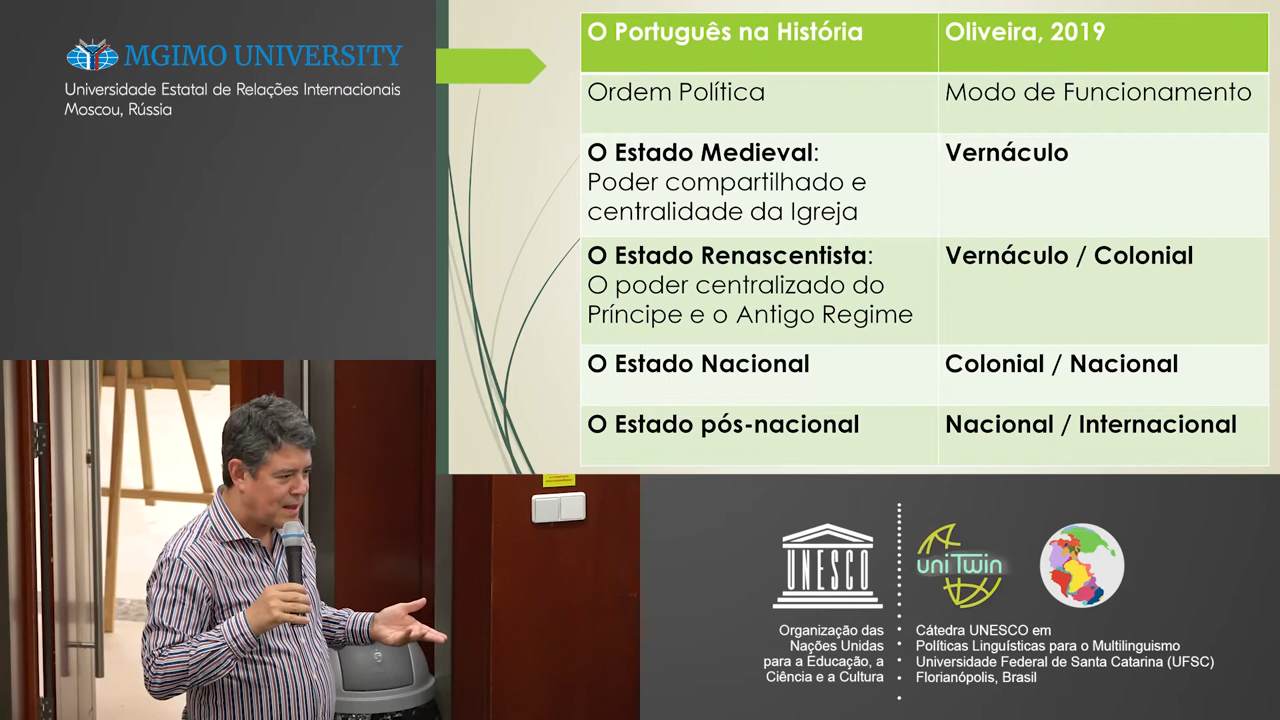 MGIMO UNIVERSITY
Universidade Estatal de Relações Internacionais
Moscou, Rússia
O Português na História
Oliveira, 2019
Ordem Política
Modo de Funcionamento
O Estado Medieval:
Poder compartilhado e
centralidade da Igreja
Vernáculo
O Estado Renascentista:
O poder centralizado do
Príncipe e o Antigo Regime
Vernáculo / Colonial
O Estado Nacional
Colonial / Nacional
O Estado pós-nacional
Nacional / Internacional
UNESCO
Organização das
Nações Unidas
para a Educação, a
Ciência e a Cultura
uniTwin
Cátedra UNESCO em
Políticas Linguísticas para o Multilinguismo
Universidade Federal de Santa Catarina (UFSC)
Florianópolis, Brasil